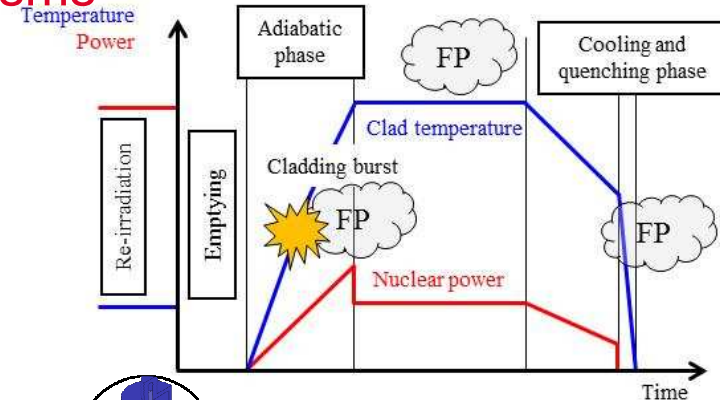 Temperature
Power
Adiabatic
phase
FP
Cooling and
quenching phase
Clad temperature
Re-irradiation
Emptying
Cladding burst
FP
FP
Nuclear power
Time